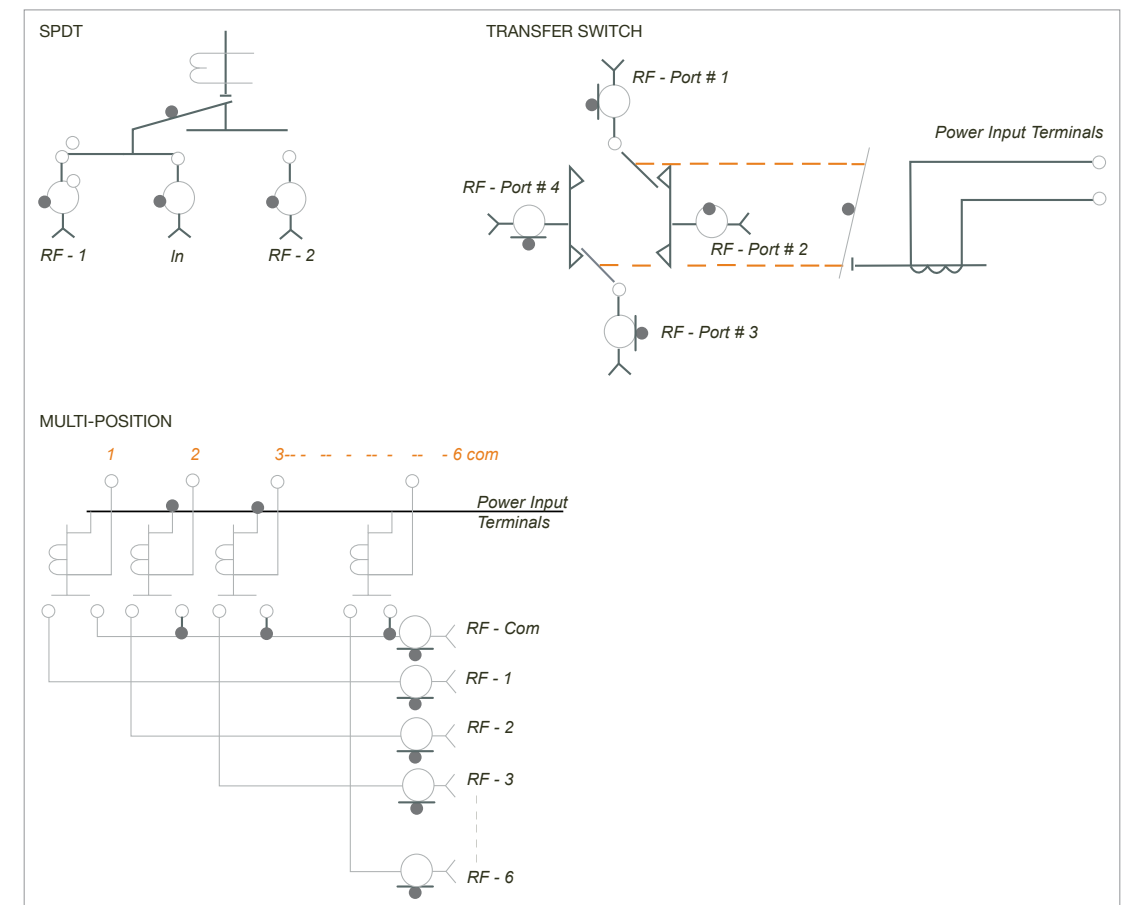 SPDT
TRANSFER SWITCH
RF - Port # 1
Power Input Terminals
RF - Port # 4
RF - 1
In
RF - 2
RF - Port # 2
RF - Port # 3
MULTI-POSITION
1 2 3-- - -- - -- - -- - 6 com
Power Input
Terminals
RF - Com
RF - 1
RF - 2
RF - 3
RF - 6